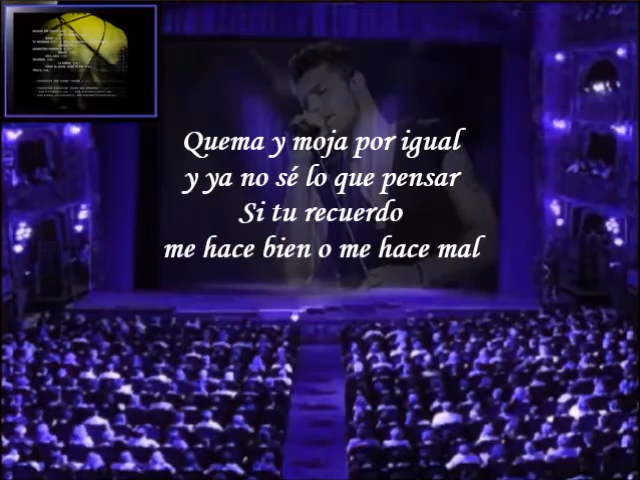 Quema y moja por igual
y ya no sé lo que pensar
Si tu recuerdo
me hace bien o me hace mal